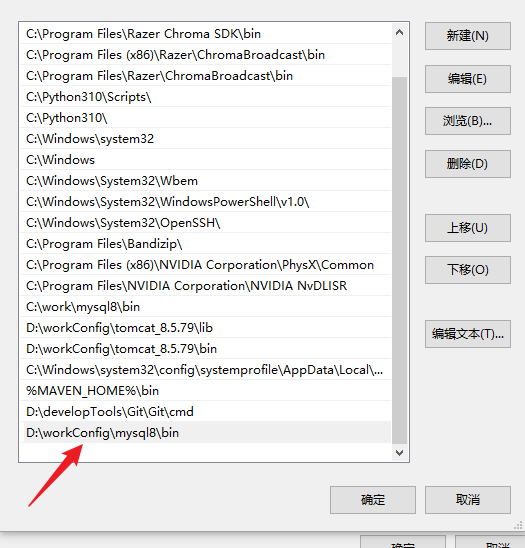 C:\Program Files\Razer Chroma SDK\bin
C:\Program Files (x86)\Razer\ChromaBroadcast\bin
C:\Program Files\Razer\ChromaBroadcast\bin
C:\Python310\Scripts\
C:\Python310\
C:\Windows\system32
C:\Windows
C:\Windows\System32\Wbem
C:\Windows\System32\WindowsPowerShell\v1.0\
C:\Windows\System32\OpenSSH\
C:\Program Files\Bandizip\
C:\Program Files (x86)\NVIDIA Corporation\PhysX\Common
C:\Program Files\NVIDIA Corporation\NVIDIA NvDLISR
C:\work\mysql8\bin
D:\workConfig\tomcat_8.5.79\lib
D:\workConfig\tomcat_8.5.79\bin
C:\Windows\system32\config\systemprofile\AppData\Local\...
%MAVEN_HOME%\bin
D:\developTools\Git\Git\cmd
D:\workConfig\mysql8\bin
新建(N)
编辑(E)
浏览(B)...
删除(D)
上移(U)
下移(O)
编辑文本(T)...
确定
取消
确定
取消